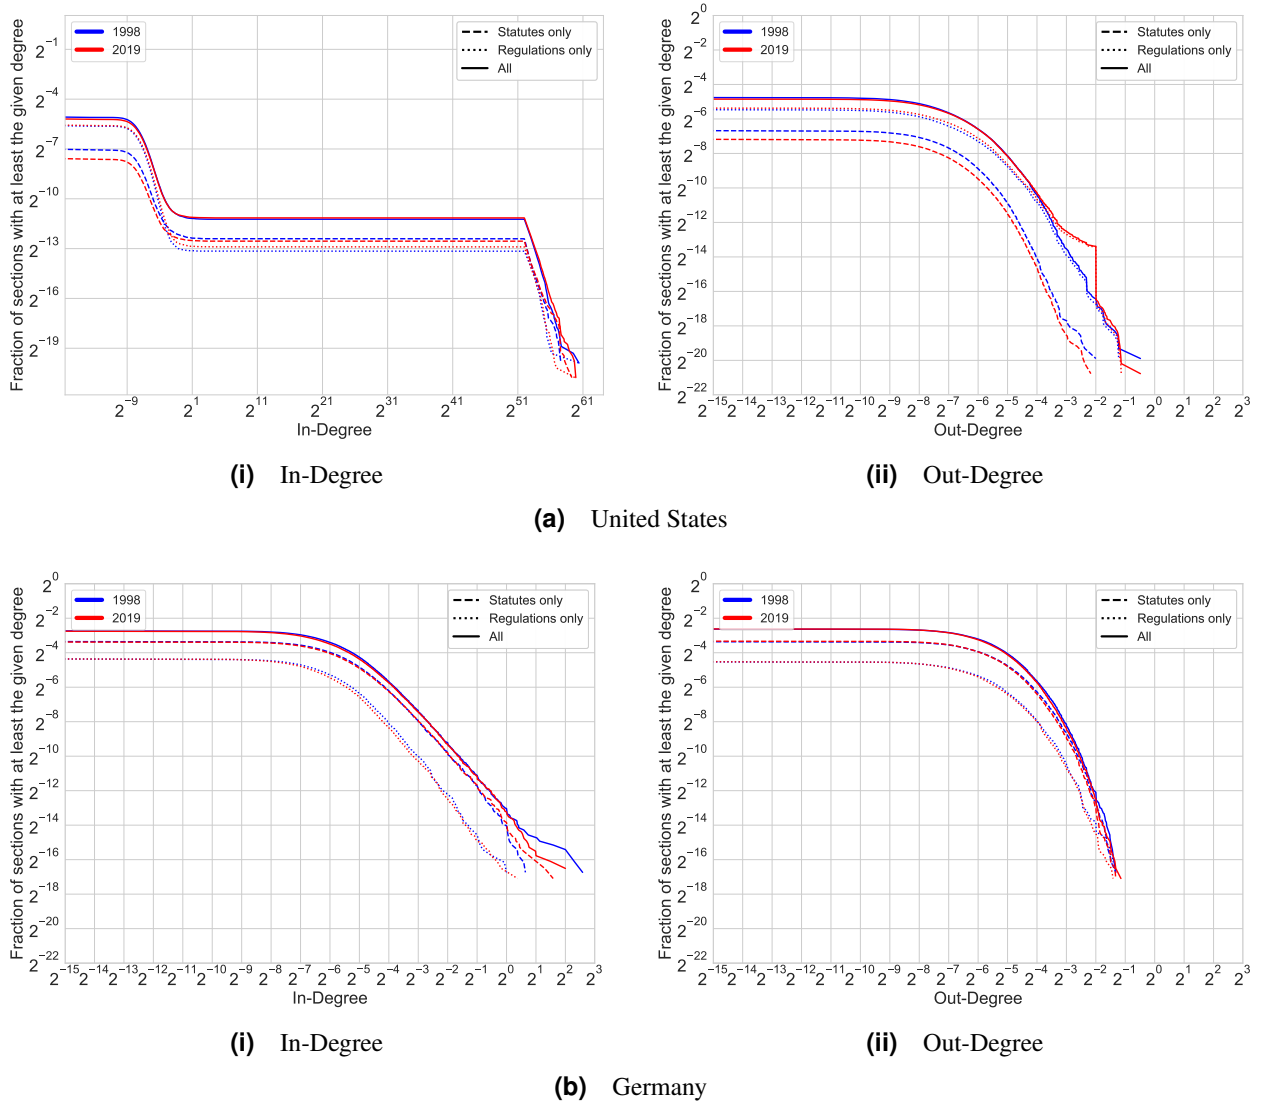 Fraction of sections with at least the given degree
1998
2019
Statutes only
Regulations only
All
2^−1
2^−4
2^−7
2^−10
2^−13
2^−16
2^−19
2^−9 2^1 2^11 2^21 2^31 2^41 2^51 2^61
In-Degree
Fraction of sections with at least the given degree
1998
2019
Statutes only
Regulations only
All
2^0
2^−2
2^−4
2^−6
2^−8
2^−10
2^−12
2^−14
2^−16
2^−18
2^−20
2^−22
2^−15 2^−14 2^−13 2^−12 2^−11 2^−10 2^−9 2^−8 2^−7 2^−6 2^−5 2^−4 2^−3 2^−2 2^−1 2^0 2^1 2^2 2^3
Out-Degree
(i) In-Degree
(ii) Out-Degree
(a) United States
Fraction of sections with at least the given degree
1998
2019
Statutes only
Regulations only
All
2^0
2^−2
2^−4
2^−6
2^−8
2^−10
2^−12
2^−14
2^−16
2^−18
2^−20
2^−22
2^−15 2^−14 2^−13 2^−12 2^−11 2^−10 2^−9 2^−8 2^−7 2^−6 2^−5 2^−4 2^−3 2^−2 2^−1 2^0 2^1 2^2 2^3
In-Degree
Fraction of sections with at least the given degree
1998
2019
Statutes only
Regulations only
All
2^0
2^−2
2^−4
2^−6
2^−8
2^−10
2^−12
2^−14
2^−16
2^−18
2^−20
2^−22
2^−15 2^−14 2^−13 2^−12 2^−11 2^−10 2^−9 2^−8 2^−7 2^−6 2^−5 2^−4 2^−3 2^−2 2^−1 2^0 2^1 2^2 2^3
Out-Degree
(i) In-Degree
(ii) Out-Degree
(b) Germany